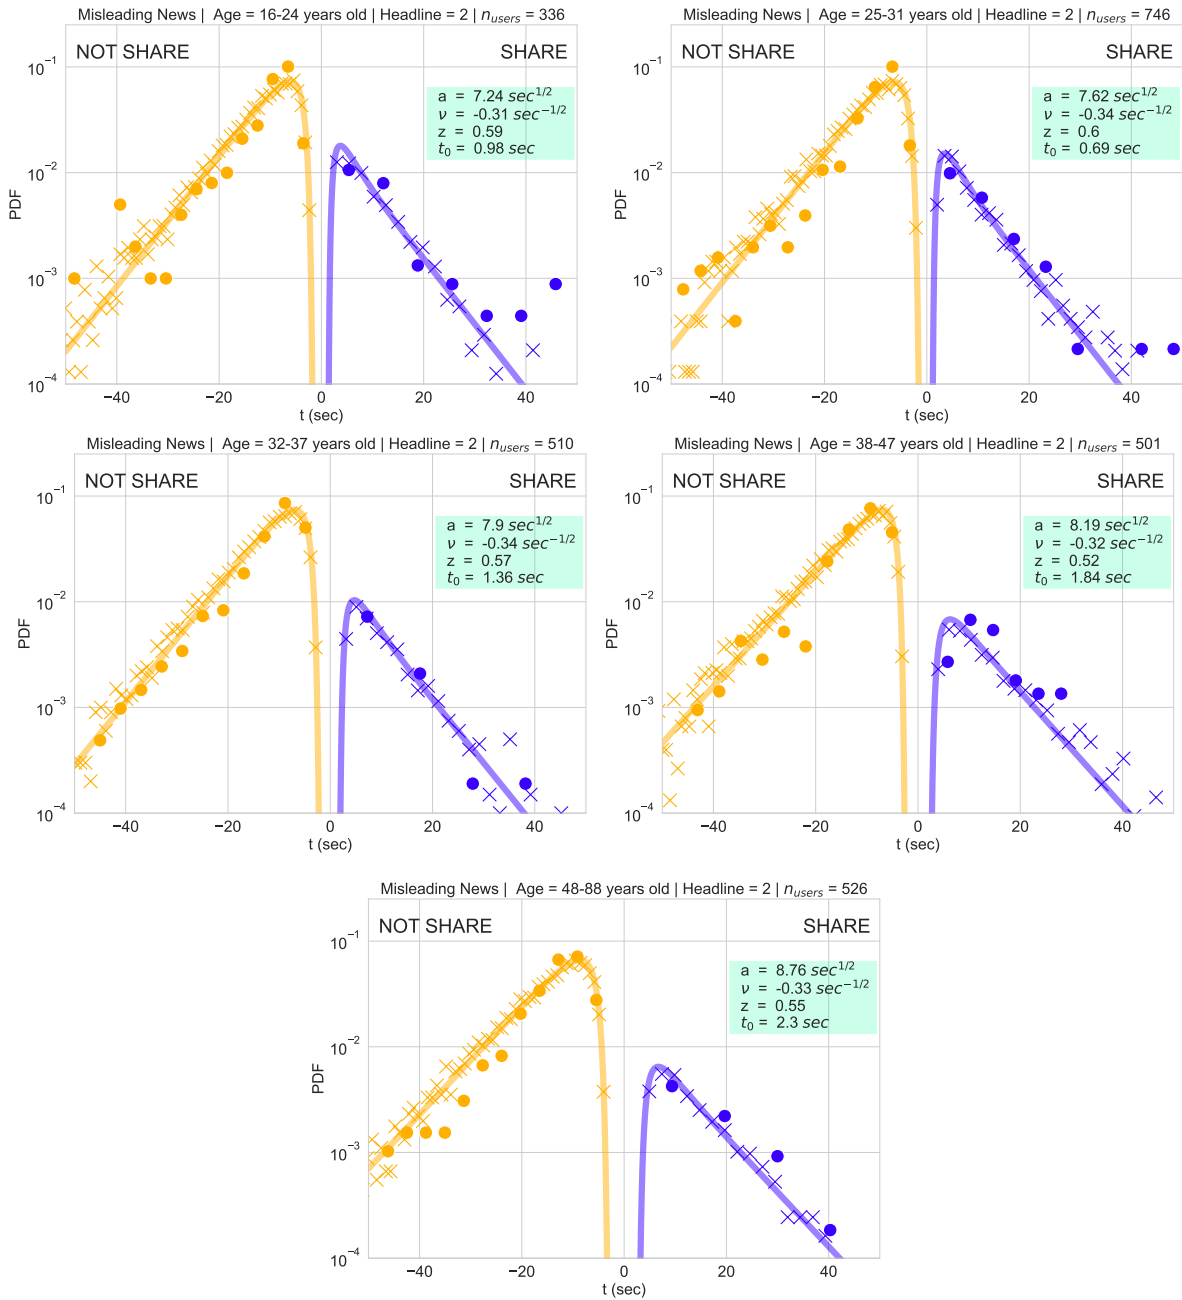 Misleading News | Age = 16-24 years old | Headline = 2 | n_users = 336
NOT SHARE
SHARE
10^−1
a = 7.24 sec^1/2
ν = -0.31 sec^−1/2
z = 0.59
t_0 = 0.98 sec
10^−2
PDF
10^−3
10^−4
−40
−20
0
20
40
t (sec)
Misleading News | Age = 25-31 years old | Headline = 2 | n_users = 746
NOT SHARE
SHARE
10^−1
a = 7.62 sec^1/2
ν = -0.34 sec^−1/2
z = 0.6
t_0 = 0.69 sec
10^−2
PDF
10^−3
10^−4
−40
−20
0
20
40
t (sec)
Misleading News | Age = 32-37 years old | Headline = 2 | n_users = 510
NOT SHARE
SHARE
10^−1
a = 7.9 sec^1/2
ν = -0.34 sec^−1/2
z = 0.57
t_0 = 1.36 sec
10^−2
PDF
10^−3
10^−4
−40
−20
0
20
40
t (sec)
Misleading News | Age = 38-47 years old | Headline = 2 | n_users = 501
NOT SHARE
SHARE
10^−1
a = 8.19 sec^1/2
ν = -0.32 sec^−1/2
z = 0.52
t_0 = 1.84 sec
10^−2
PDF
10^−3
10^−4
−40
−20
0
20
40
t (sec)
Misleading News | Age = 48-88 years old | Headline = 2 | n_users = 526
NOT SHARE
SHARE
10^−1
a = 8.76 sec^1/2
ν = -0.33 sec^−1/2
z = 0.55
t_0 = 2.3 sec
10^−2
PDF
10^−3
10^−4
−40
−20
0
20
40
t (sec)